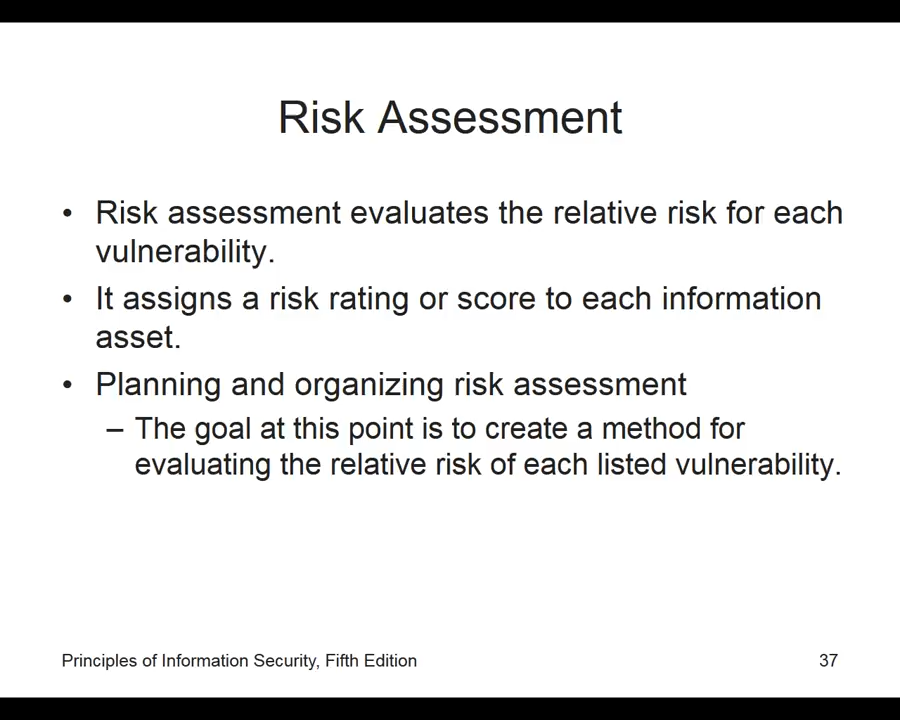 Risk Assessment
• Risk assessment evaluates the relative risk for each
vulnerability.
• It assigns a risk rating or score to each information
asset.
• Planning and organizing risk assessment
– The goal at this point is to create a method for
evaluating the relative risk of each listed vulnerability.
Principles of Information Security, Fifth Edition
37